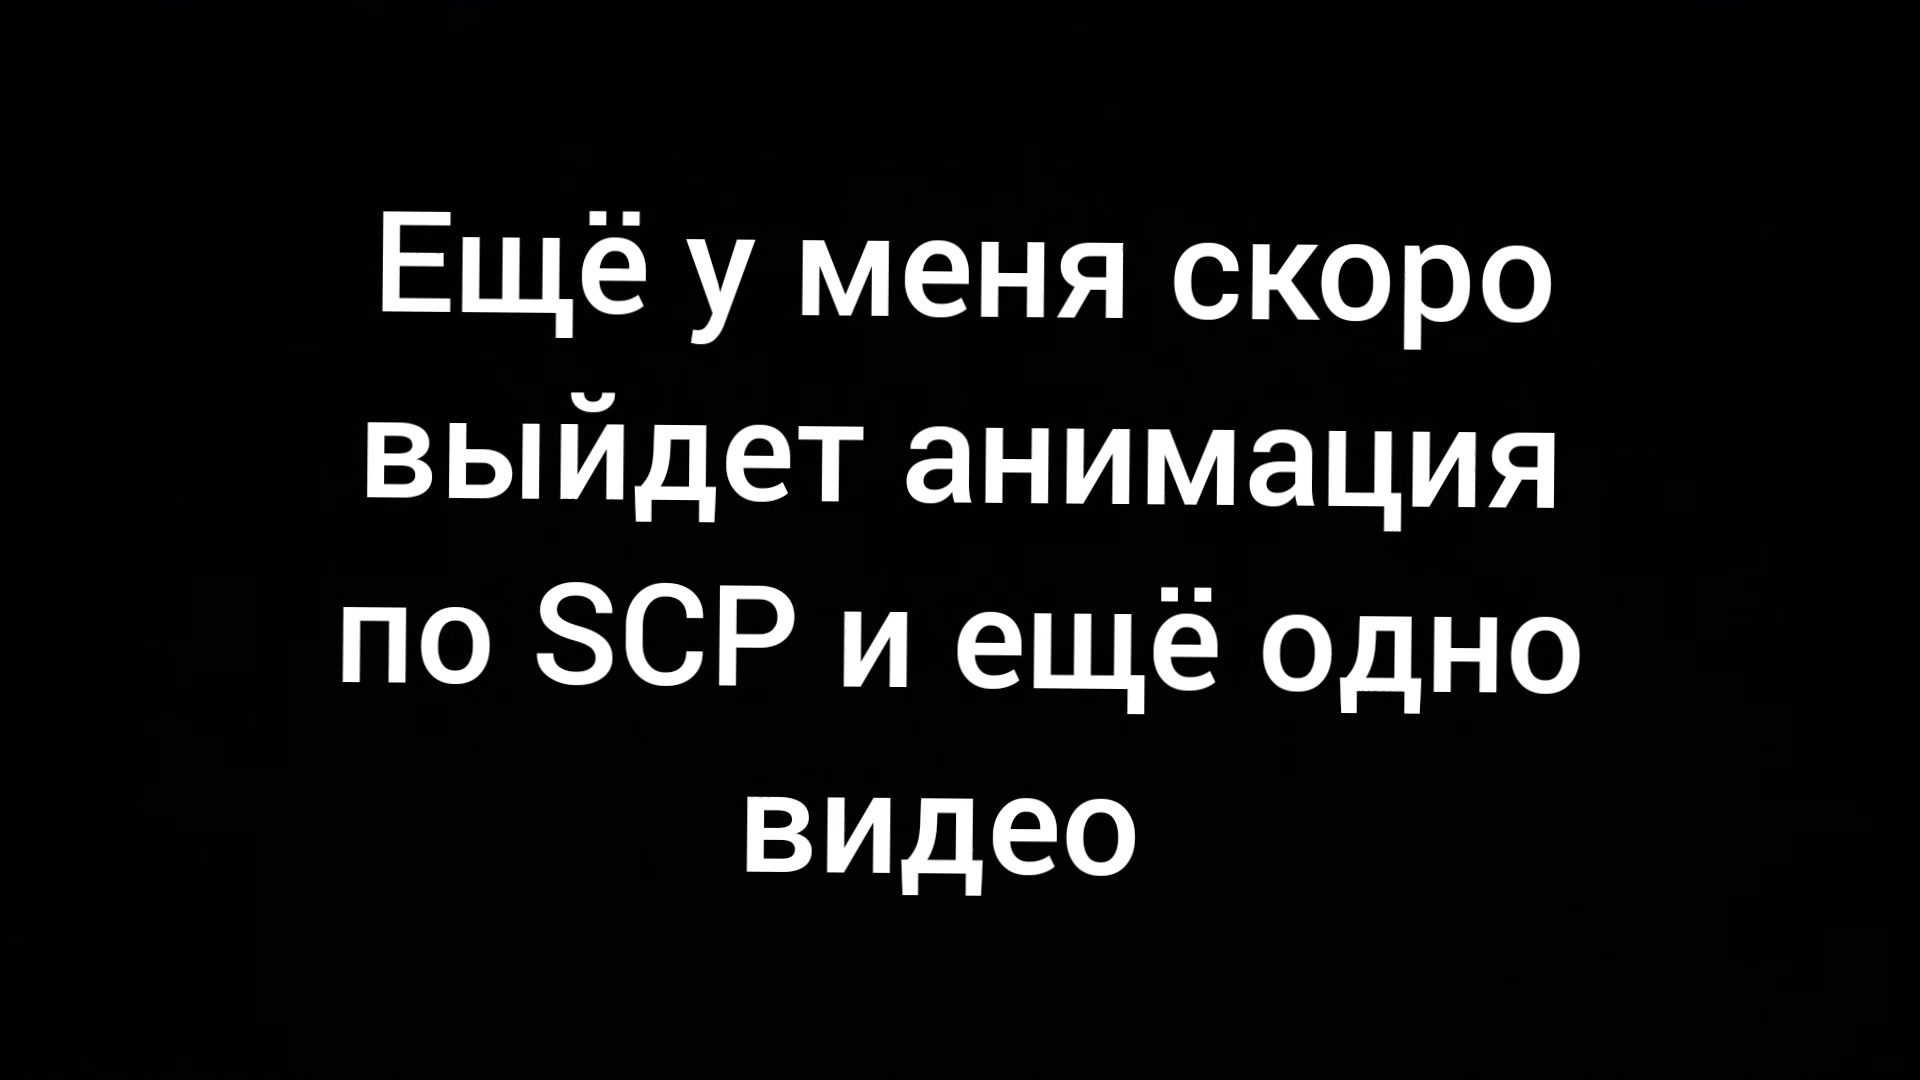 Ещё у меня скоро
выйдет анимация
по SCP и ещё одно
видео